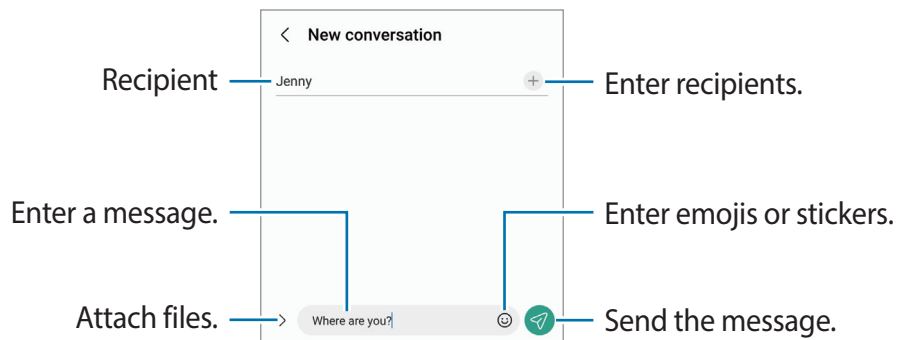 New conversation
Recipient
Jenny
Enter recipients.
Enter a message.
Enter emojis or stickers.
Attach files.
Where are you?
Send the message.